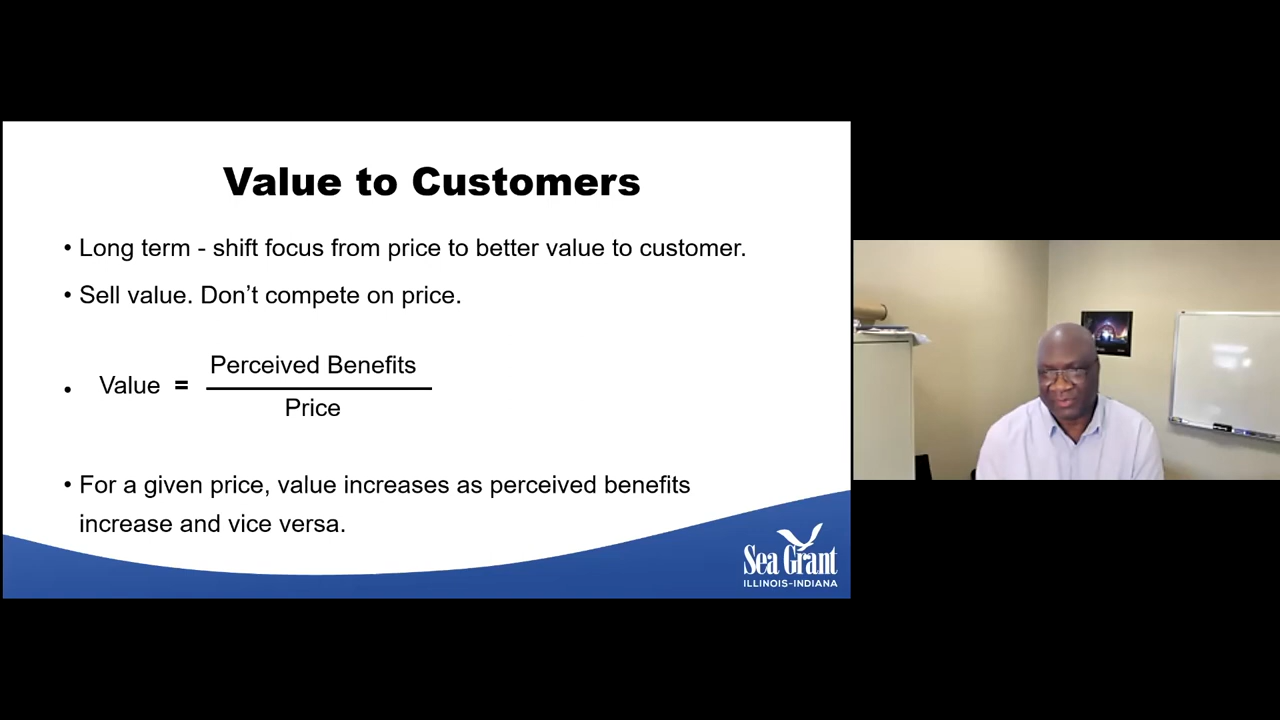 Value to Customers
• Long term - shift focus from price to better value to customer.
• Sell value. Don’t compete on price.
• Value = Perceived Benefits
Price
• For a given price, value increases as perceived benefits
increase and vice versa.
Sea Grant
ILLINOIS-INDIANA